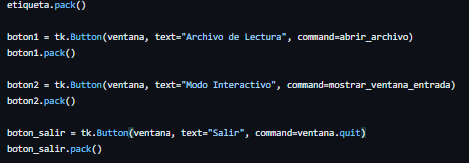 etiqueta.pack()
boton1 = tk.Button(ventana, text="Archivo de Lectura", command=abrir_archivo)
boton1.pack()
boton2 = tk.Button(ventana, text="Modo Interactivo", command=mostrar_ventana_entrada)
boton2.pack()
boton_salir = tk.Button(ventana, text="Salir", command=ventana.quit)
boton_salir.pack()